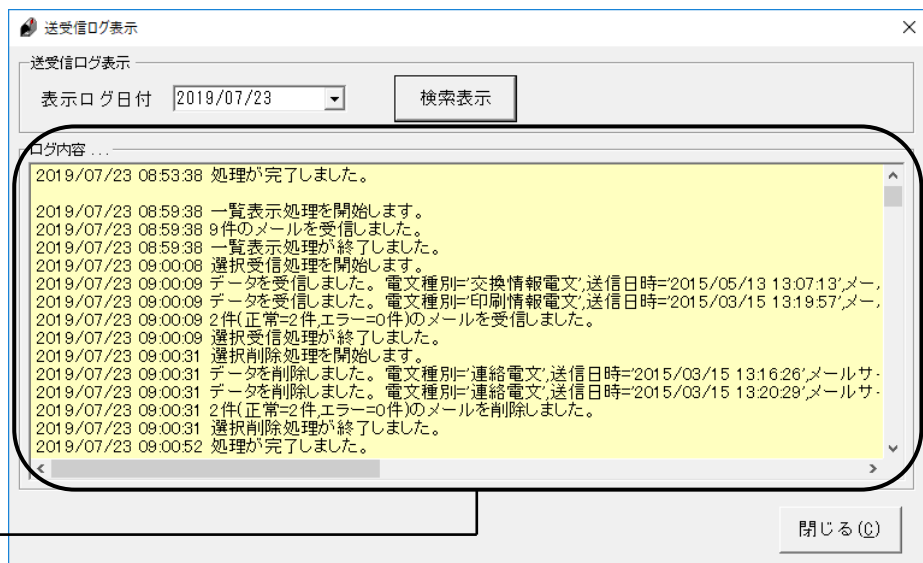 送受信ログ表示
送受信ログ表示
表示ログ日付 2019/07/23 検索表示
ログ内容 ...
2019/07/23 08:53:38 処理が完了しました。
2019/07/23 08:59:38 一覧表示処理を開始します。
2019/07/23 08:59:38 9件のメールを受信しました。
2019/07/23 08:59:38 一覧表示処理が終了しました。
2019/07/23 09:00:08 選択受信処理を開始します。
2019/07/23 09:00:09 データを受信しました。電文種別='交換情報電文',送信日時='2015/05/13 13:07:13',メー
2019/07/23 09:00:09 データを受信しました。電文種別='印刷情報電文',送信日時='2015/03/15 13:19:57',メー
2019/07/23 09:00:09 2件(正常=2件,エラー=0件)のメールを受信しました。
2019/07/23 09:00:09 選択受信処理が終了しました。
2019/07/23 09:00:31 選択削除処理を開始します。
2019/07/23 09:00:31 データを削除しました。電文種別='連絡電文',送信日時='2015/03/15 13:16:26',メールサ
2019/07/23 09:00:31 データを削除しました。電文種別='連絡電文',送信日時='2015/03/15 13:20:29',メールサ
2019/07/23 09:00:31 2件(正常=2件,エラー=0件)のメールを削除しました。
2019/07/23 09:00:31 選択削除処理が終了しました。
2019/07/23 09:00:52 処理が完了しました。
閉じる(C)